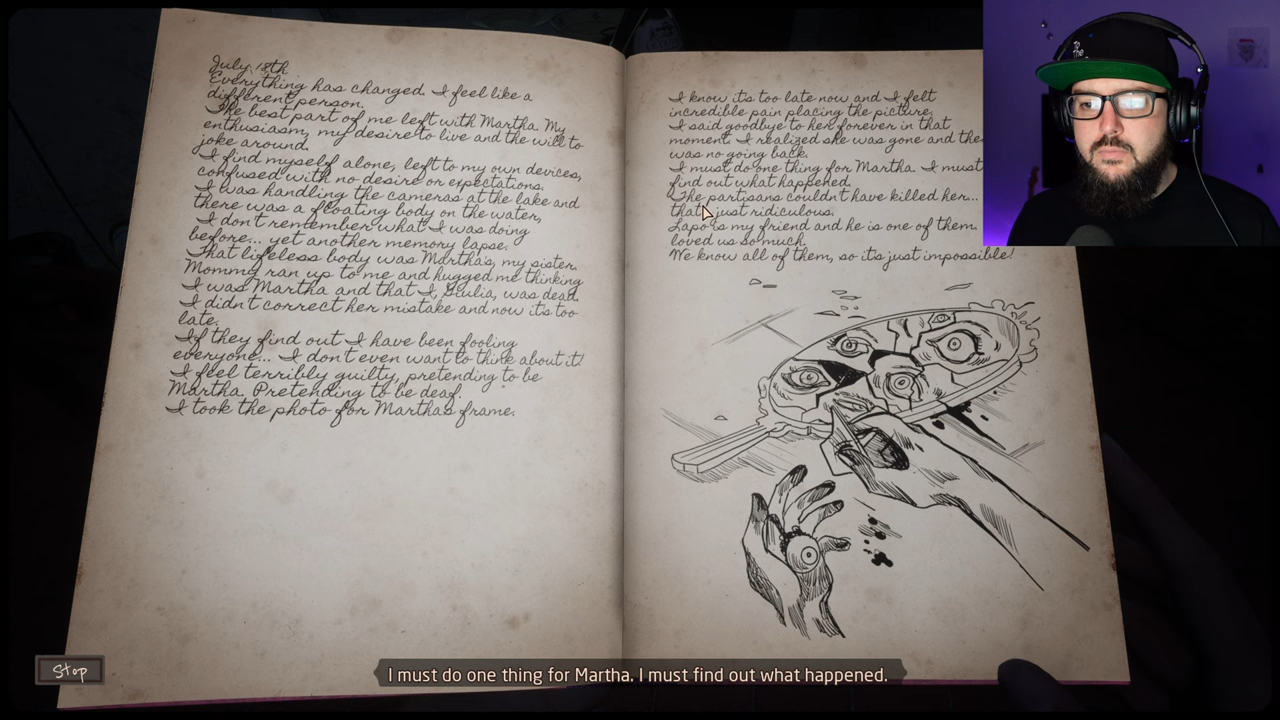 July 18th
Everything has changed. I feel like a
different person.
The best part of me left with Martha. My
enthusiasm, my desire to live and the will to
joke around.
I find myself alone, left to my own devices,
confused with no desire or expectations.
I was handling the cameras at the lake and
there was a floating body on the water,
I don't remember what I was doing
before... yet another memory lapse.
That lifeless body was Martha's, my sister.
Mommy ran up to me and hugged me thinking
I was Martha and that I, Giulia, was dead.
I didn't correct her mistake and now it's too
late.
If they find out I have been fooling
everyone... I don't even want to think about it!
I feel terribly guilty, pretending to be
Martha. Pretending to be deaf.
I took the photo for Martha's frame.
I know it's too late now and I felt
incredible pain placing the picture.
I said goodbye to her forever in that
moment. I realized she was gone and the
was no going back.
I must do one thing for Martha. I must
find out what happened.
The partisans couldn't have killed her...
that's just ridiculous.
Lapo is my friend and he is one of them.
loved us so much.
We know all of them, so it's just impossible!
Stop
I must do one thing for Martha. I must find out what happened.